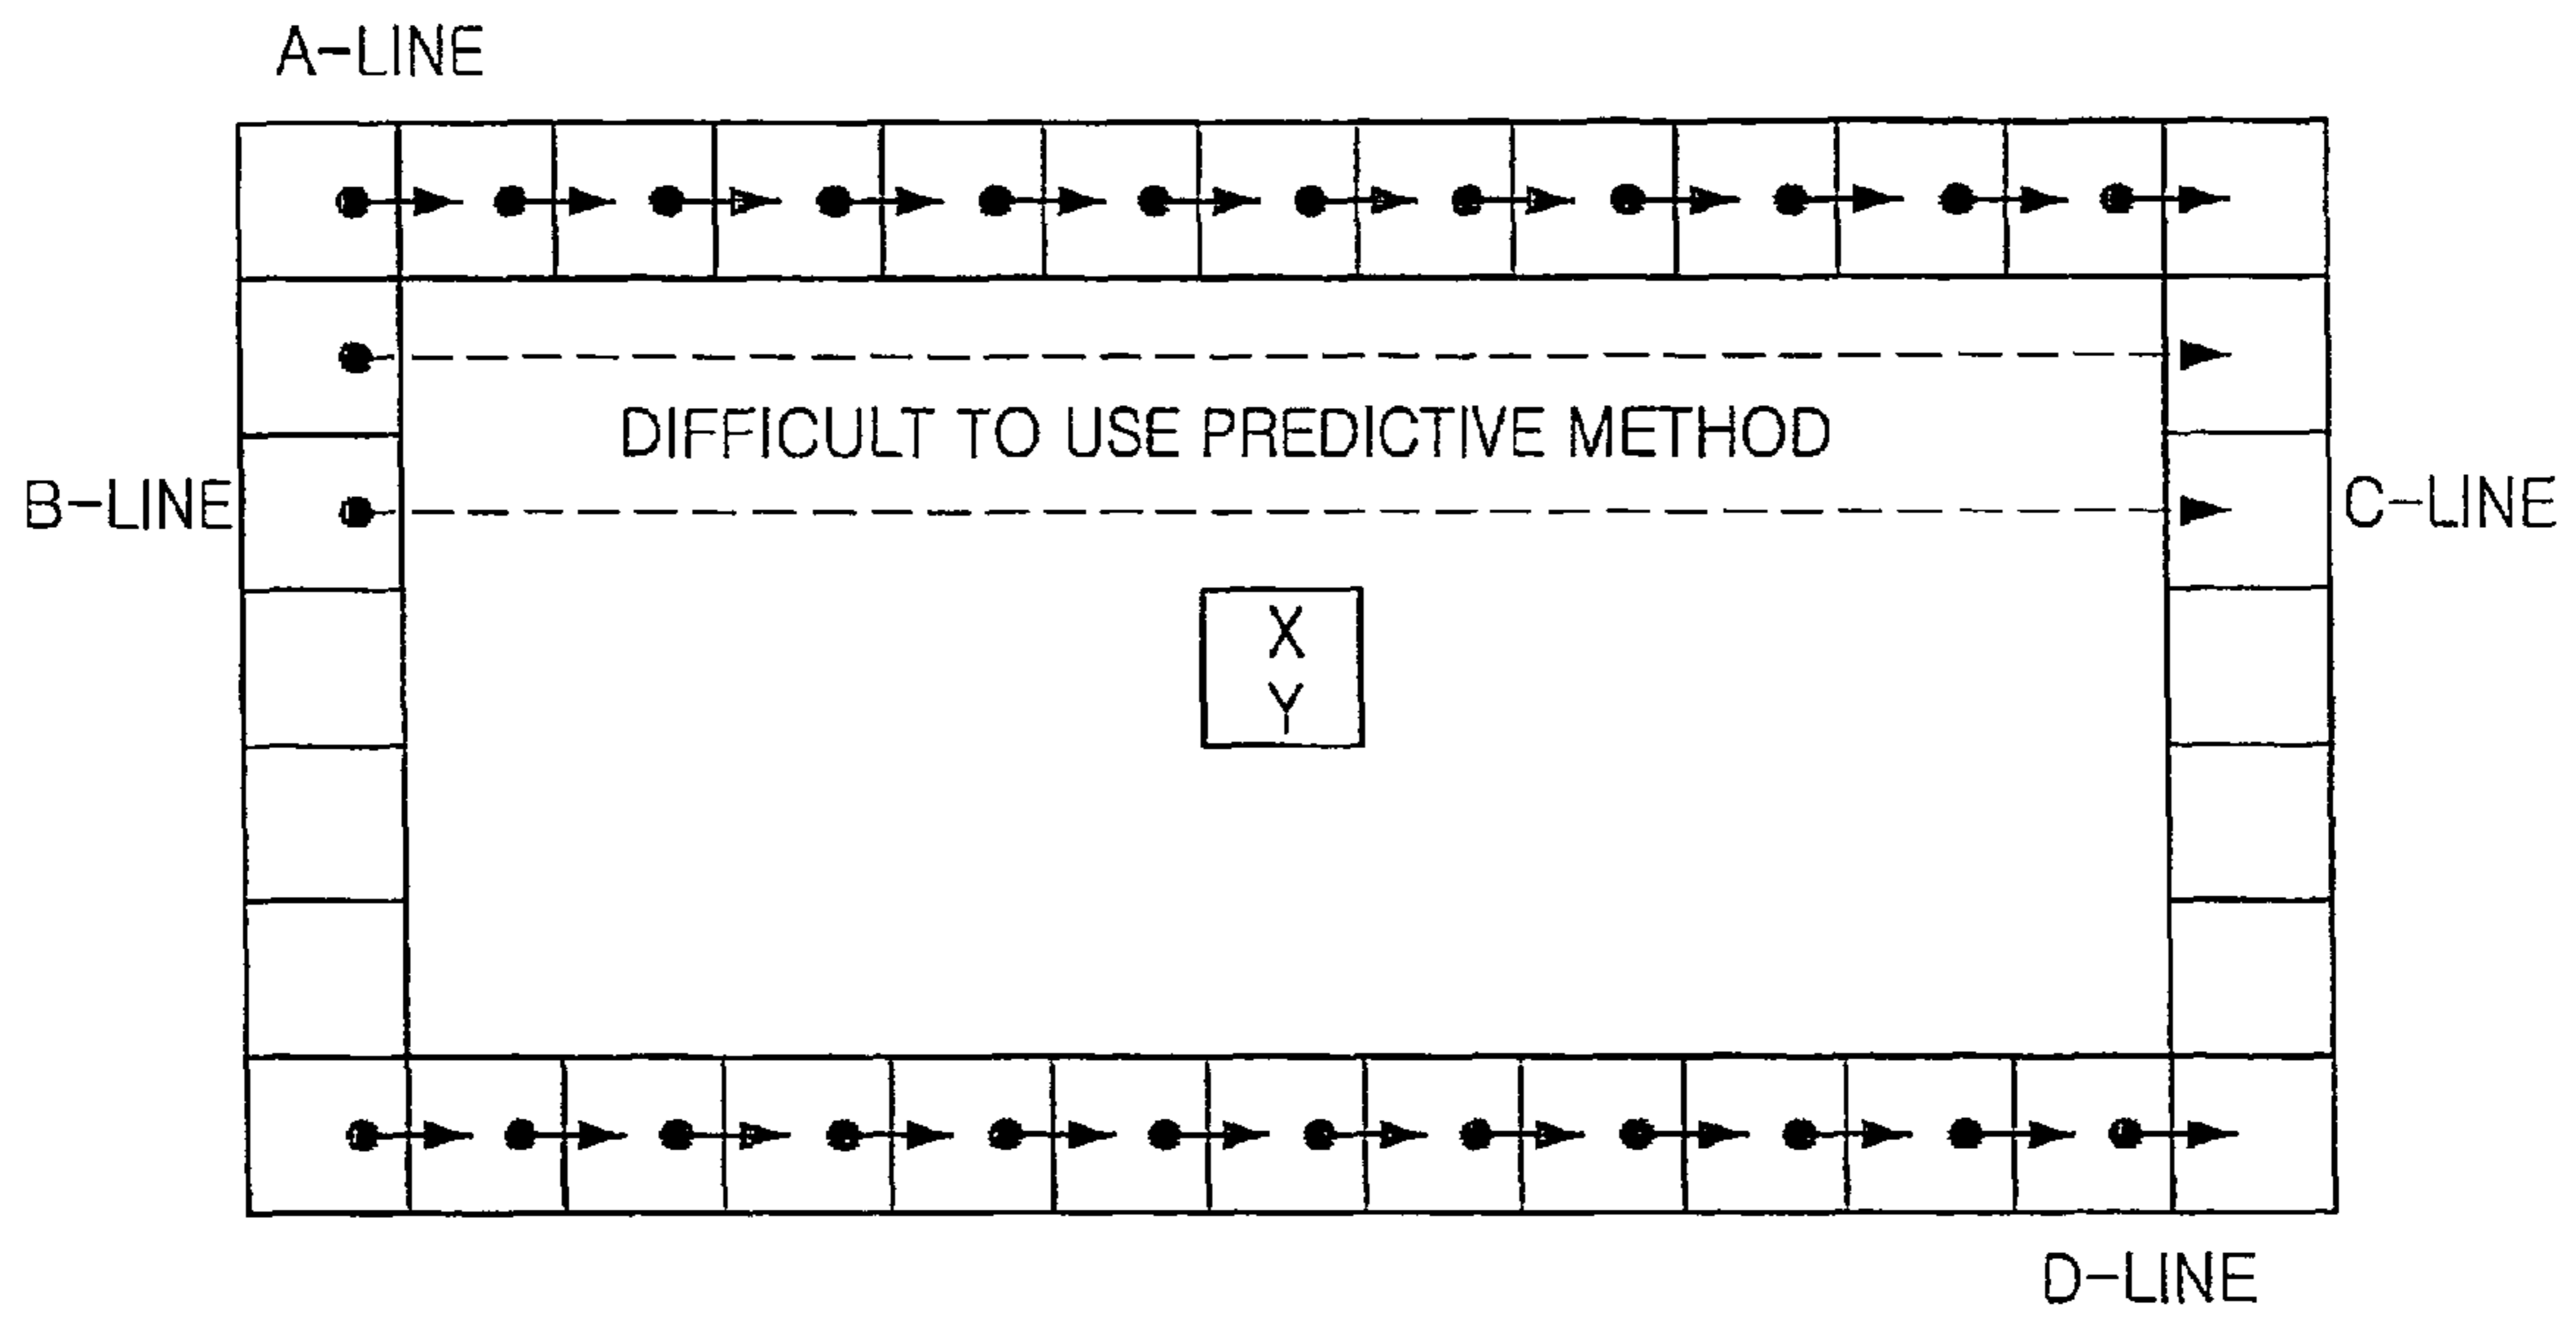 A-LINE
DIFFICULT TO USE PREDICTIVE METHOD
B-LINE
C-LINE
X
Y
D-LINE